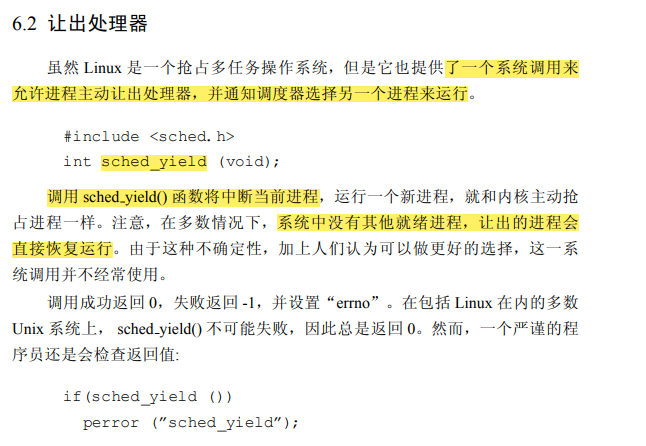 6.2 让出处理器
虽然 Linux 是一个抢占多任务操作系统，但是它也提供了一个系统调用来
允许进程主动让出处理器，并通知调度器选择另一个进程来运行。
#include <sched.h>
int sched_yield (void);
调用 sched_yield() 函数将中断当前进程，运行一个新进程，就和内核主动抢
占进程一样。注意，在多数情况下，系统中没有其他就绪进程，让出的进程会
直接恢复运行。由于这种不确定性，加上人们认为可以做更好的选择，这一系
统调用并不经常使用。
调用成功返回 0，失败返回 -1，并设置“errno”。在包括 Linux 在内的多数
Unix 系统上， sched_yield() 不可能失败，因此总是返回 0。然而，一个严谨的程
序员还是会检查返回值:
if(sched_yield ())
perror (”sched_yield”);